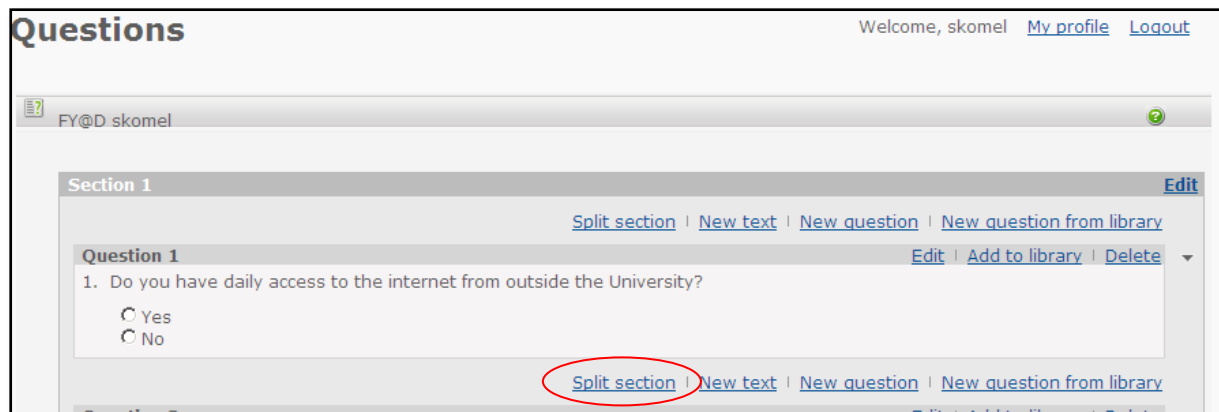 Questions
Welcome, skomel My profile Logout
FY@D skomel
Section 1 Edit
Split section | New text | New question | New question from library
Question 1 Edit | Add to library | Delete
1. Do you have daily access to the internet from outside the University?
Yes
No
Split section | New text | New question | New question from library